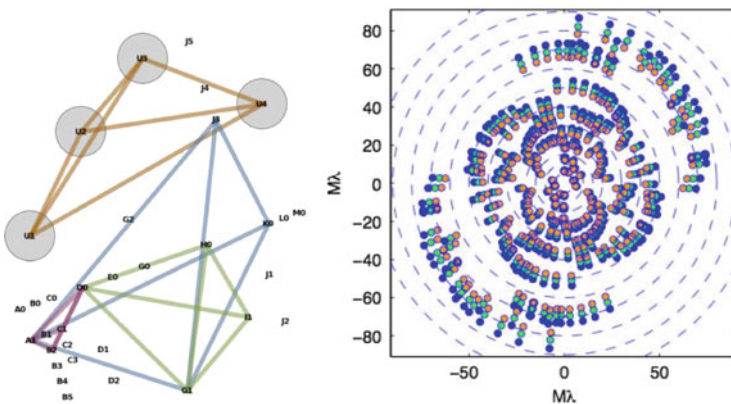 U3
J5
J4
U4
U2
J3
G2
M0
L0
K0
U1
H0
G0
E0
J1
D0
C0
B0
A0
I1
J2
C1
B1
A1
C2
B2
D1
C3
B3
D2
B4
G1
B5
Mλ
80
60
40
20
0
−20
−40
−60
−80
−50
0
50
Mλ